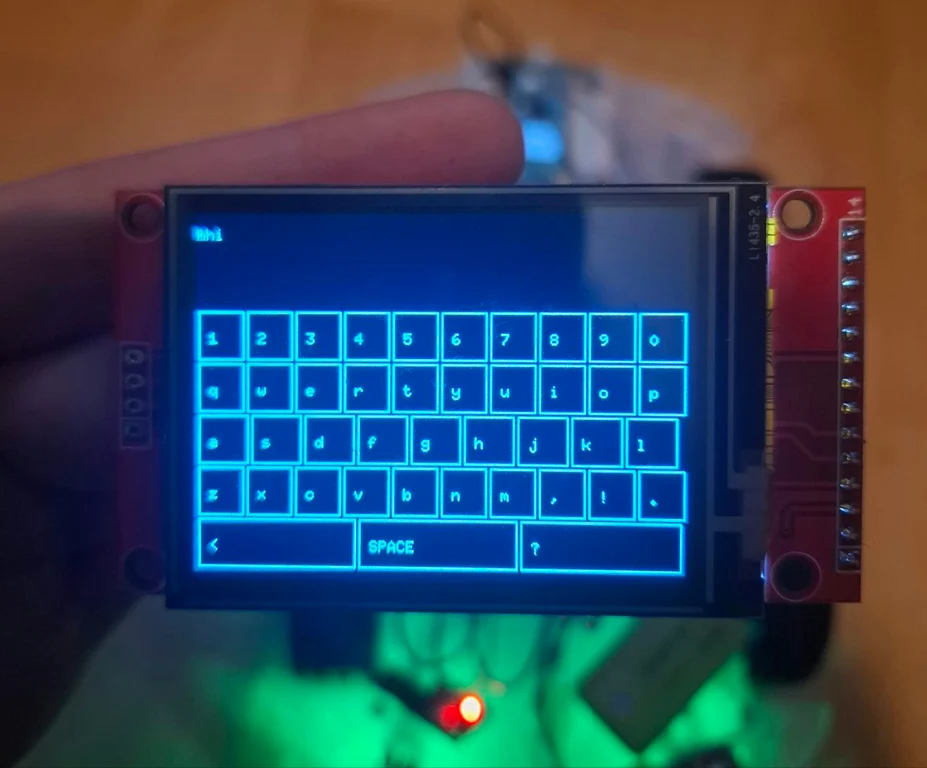 1 2 3 4 5 6 7 8 9 0
q w e r t y u i o p
a s d f g h j k l
z x c v b n m , ! .
< SPACE ?